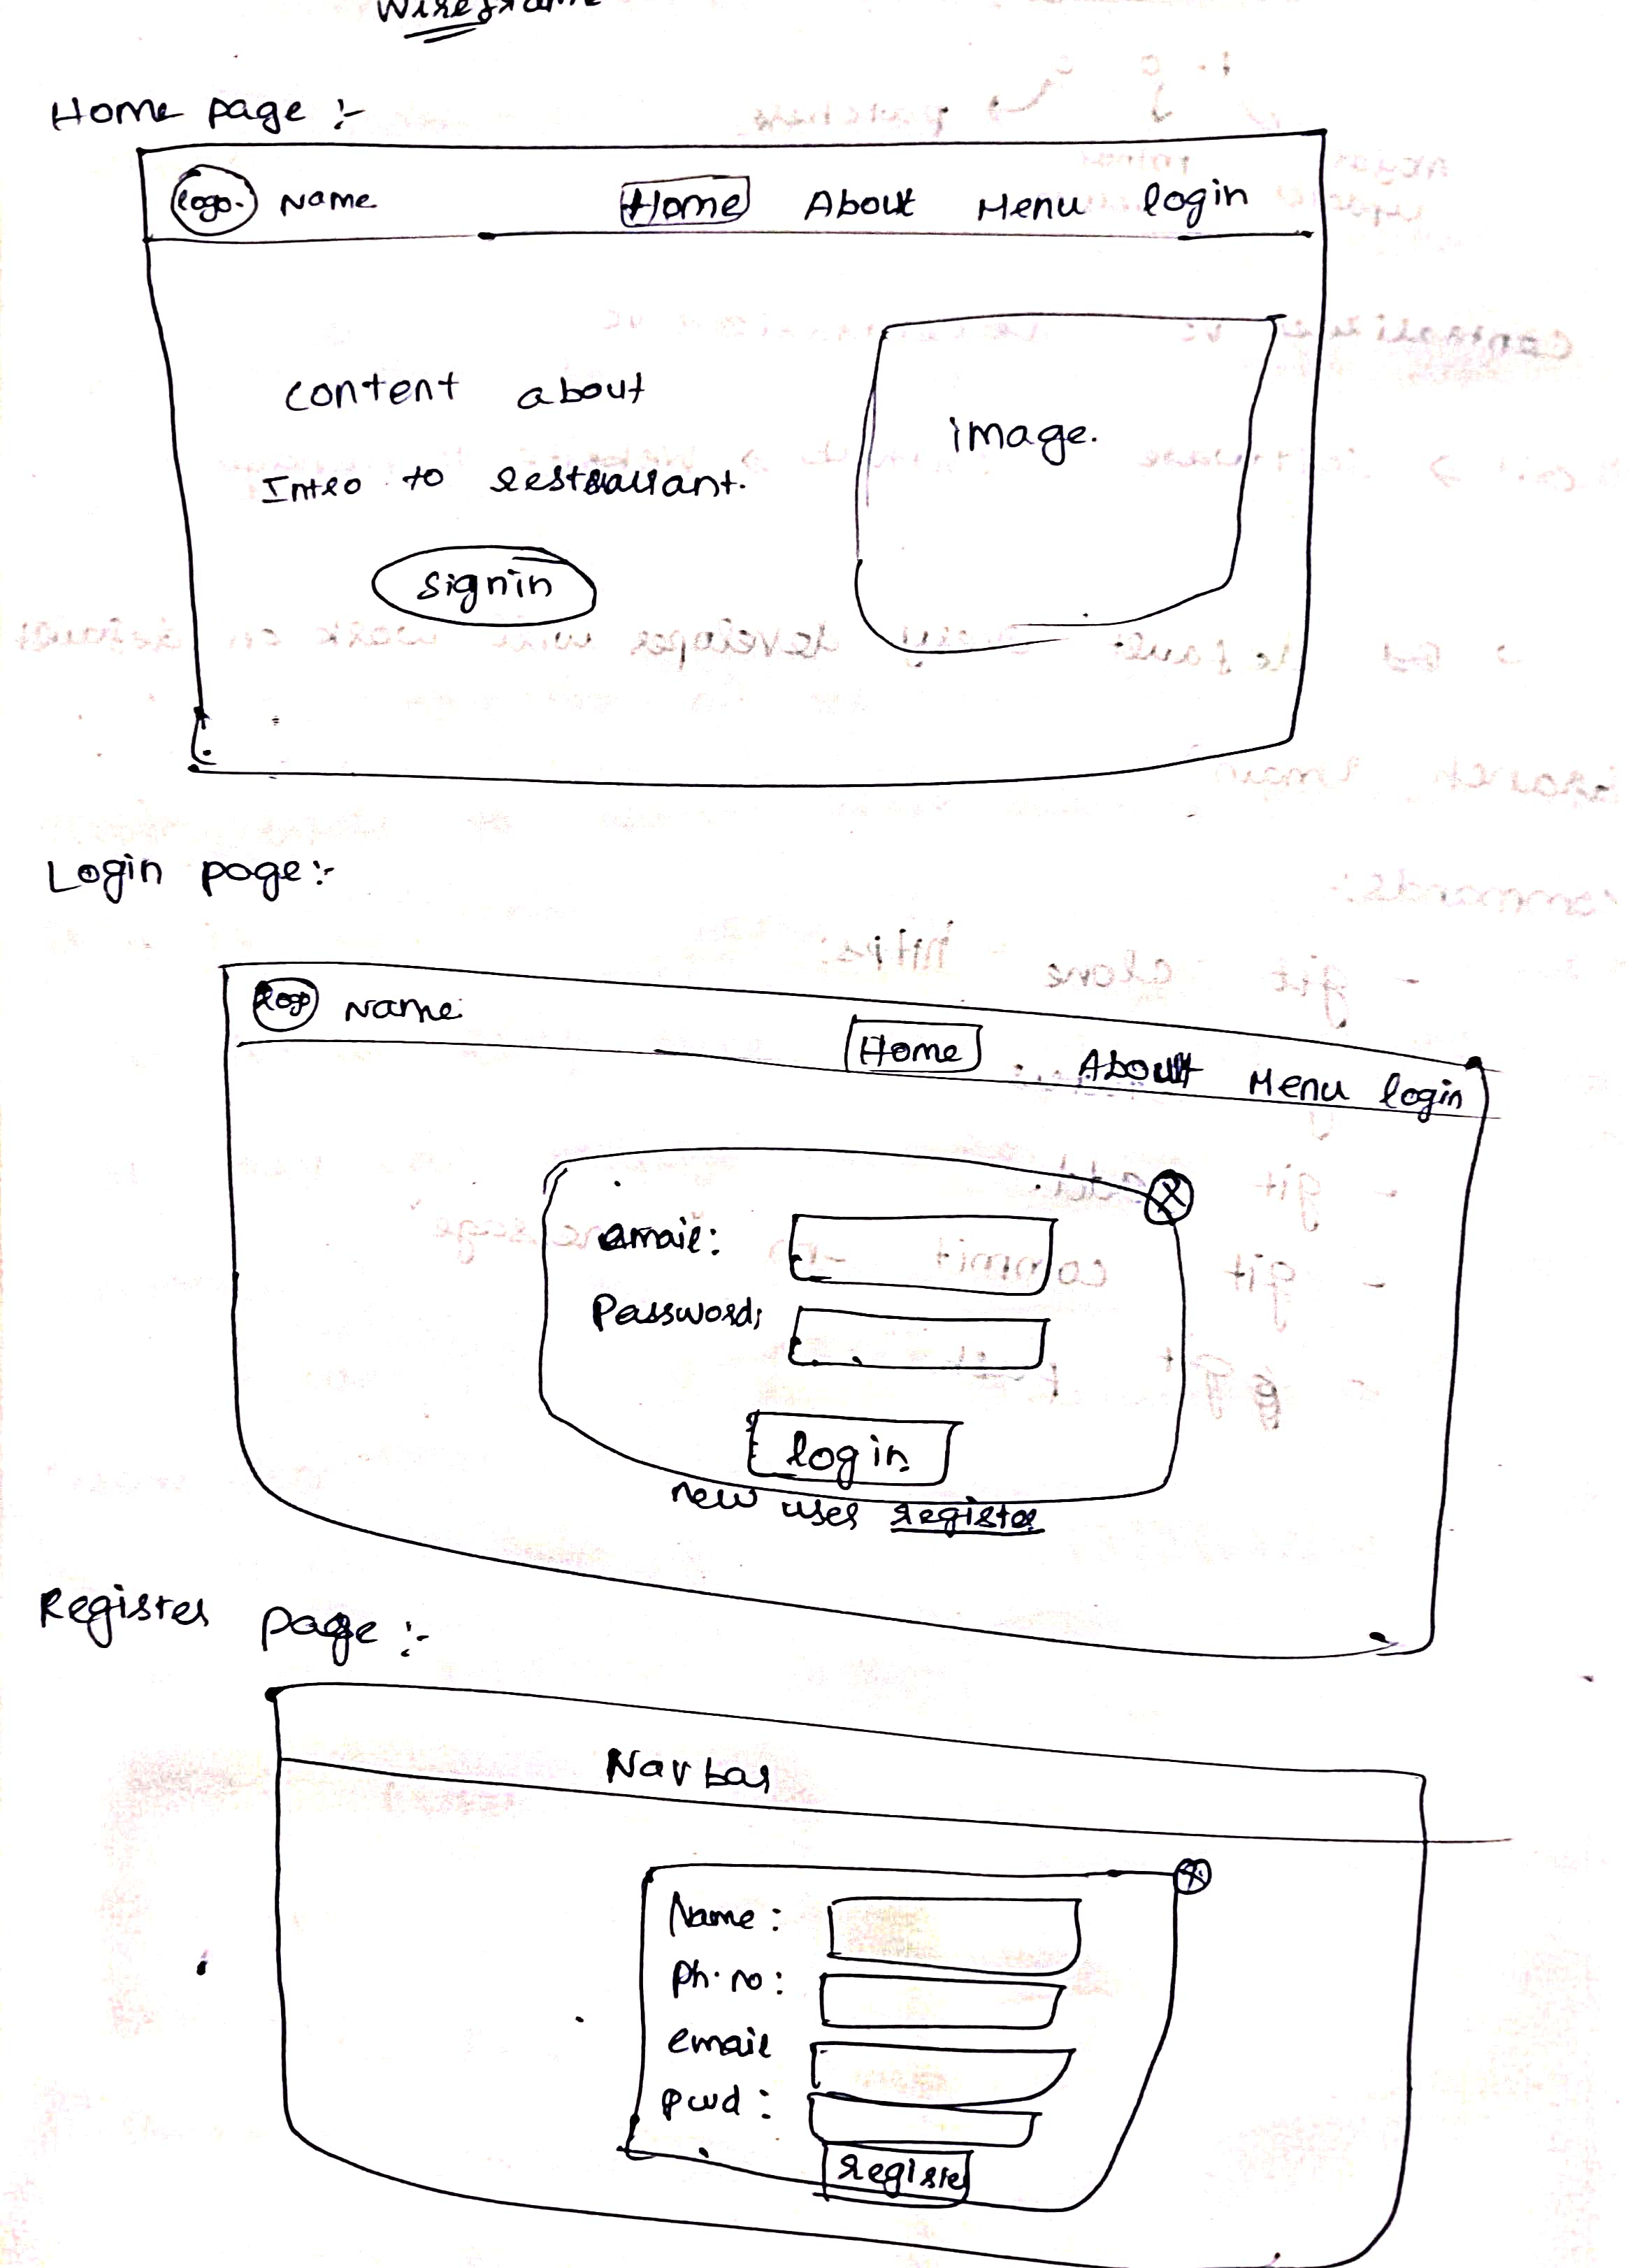 Wireframe
Home page :-
logo. Name Home About Menu login
content about
Intro to restaurant.
image.
signin
Login page:-
logo Name Home About Menu login
email:
Password:
login
new user register
Register page :-
Nav bar
Name :
Ph.no :
email
pwd :
register